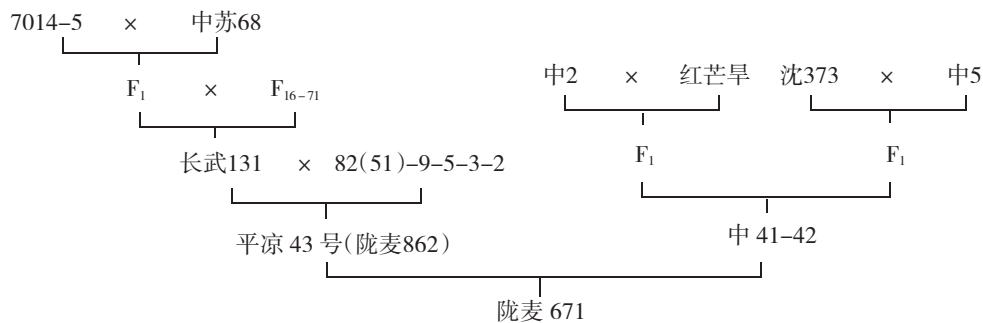 7014-5 × 中苏68
中2 × 红芒旱 沈373 × 中5
F₁ × F₁₆₋₇₁
F₁ F₁
长武131 × 82(51)-9-5-3-2
中 41-42
平凉 43 号(陇麦862)
陇麦 671